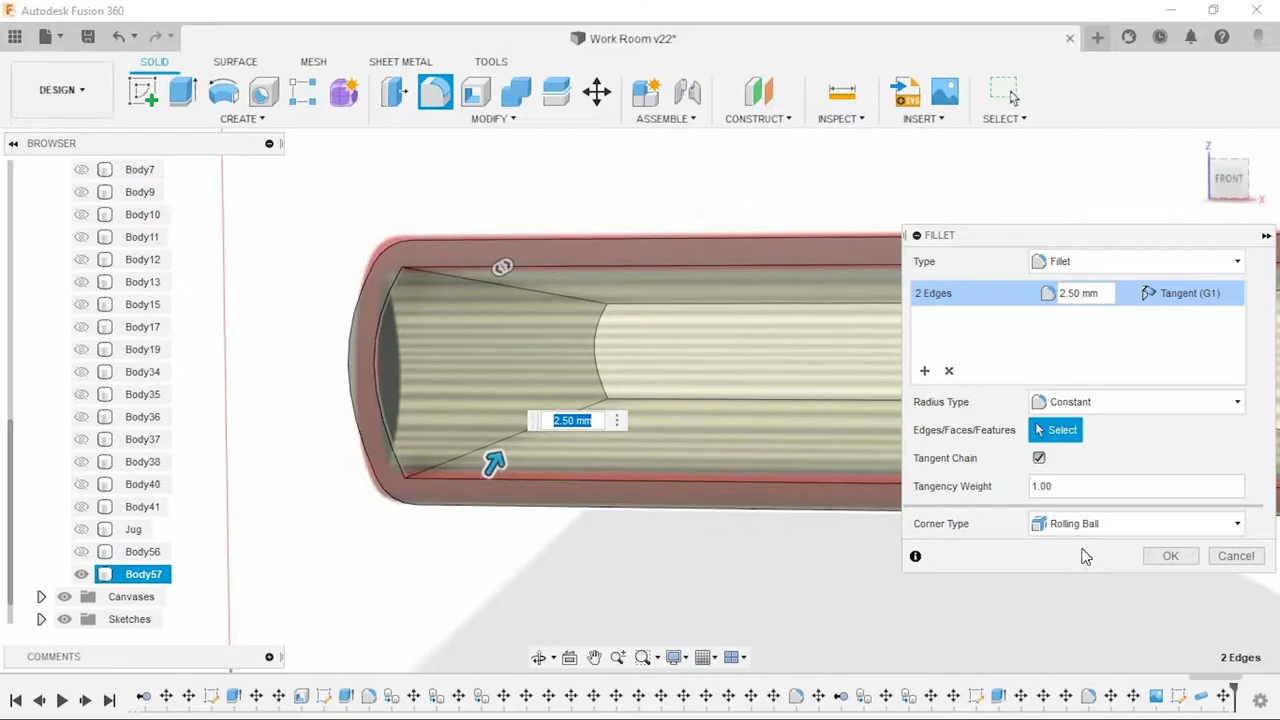 Autodesk Fusion 360
Work Room v22*
SOLID SURFACE MESH SHEET METAL TOOLS
DESIGN
CREATE MODIFY ASSEMBLE CONSTRUCT INSPECT INSERT SELECT
BROWSER
Body7
Body9
Body10
Body11
Body12
Body13
Body15
Body17
Body19
Body34
Body35
Body36
Body37
Body38
Body40
Body41
Jug
Body56
Body57
Canvases
Sketches
COMMENTS
Z
FRONT
X
FILLET
Type Fillet
2 Edges 2.50 mm Tangent (G1)
Radius Type Constant
Edges/Faces/Features Select
Tangent Chain
Tangency Weight 1.00
Corner Type Rolling Ball
OK Cancel
2.50 mm
2 Edges